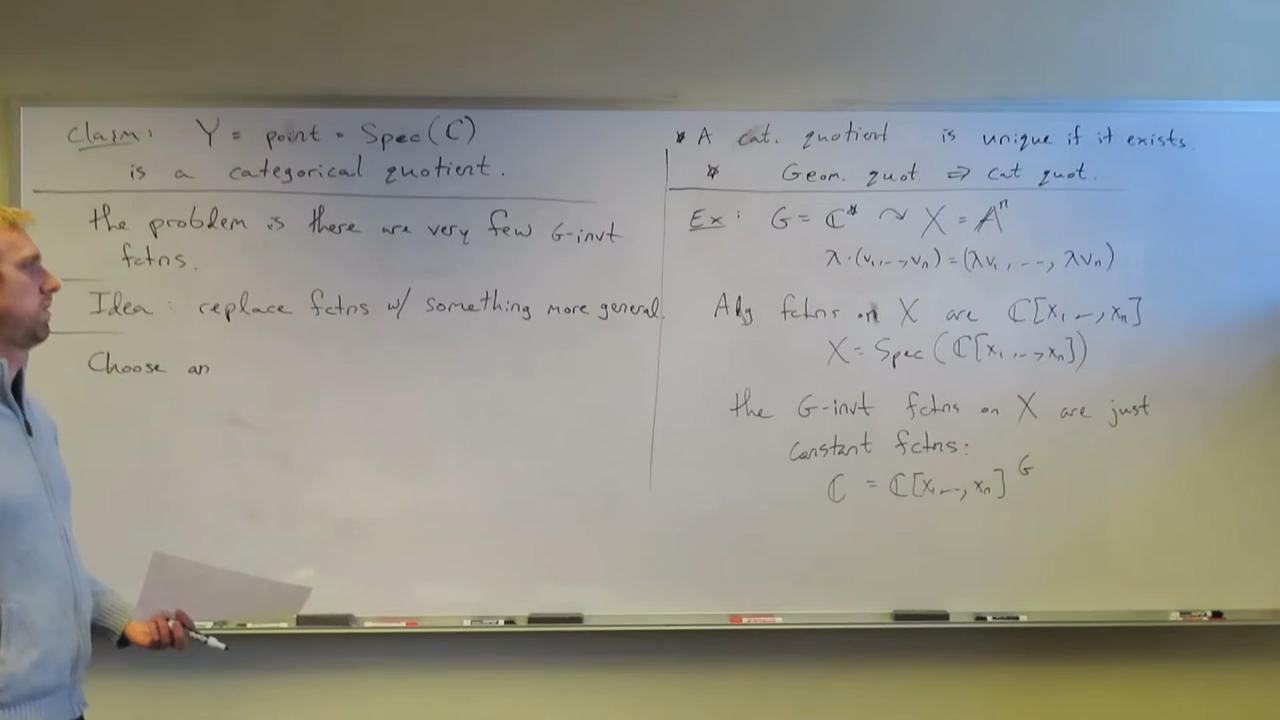 Claim: Y = point = Spec(ℂ)
is a categorical quotient.
the problem is there are very few G-invt
fctns.
Idea: replace fctns w/ something more general.
Choose an
* A cat. quotient is unique if it exists.
* Geom. quot. ⇒ cat quot.
Ex: G = ℂ* ~ X = 𝔸ⁿ
λ·(v₁,--,vₙ) = (λv₁, --, λvₙ)
Alg fctns on X are ℂ[x₁,--,xₙ]
X = Spec(ℂ[x₁,--,xₙ])
the G-invt fctns on X are just
constant fctns:
ℂ = ℂ[x₁,--,xₙ]ᴳ